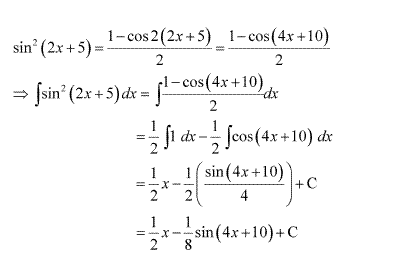 sin²(2x+5) = (1−cos2(2x+5))/2 = (1−cos(4x+10))/2
⇒ ∫sin²(2x+5)dx = ∫(1−cos(4x+10))/2 dx
= 1/2 ∫1 dx − 1/2 ∫cos(4x+10) dx
= 1/2 x − 1/2 (sin(4x+10)/4) + C
= 1/2 x − 1/8 sin(4x+10) + C